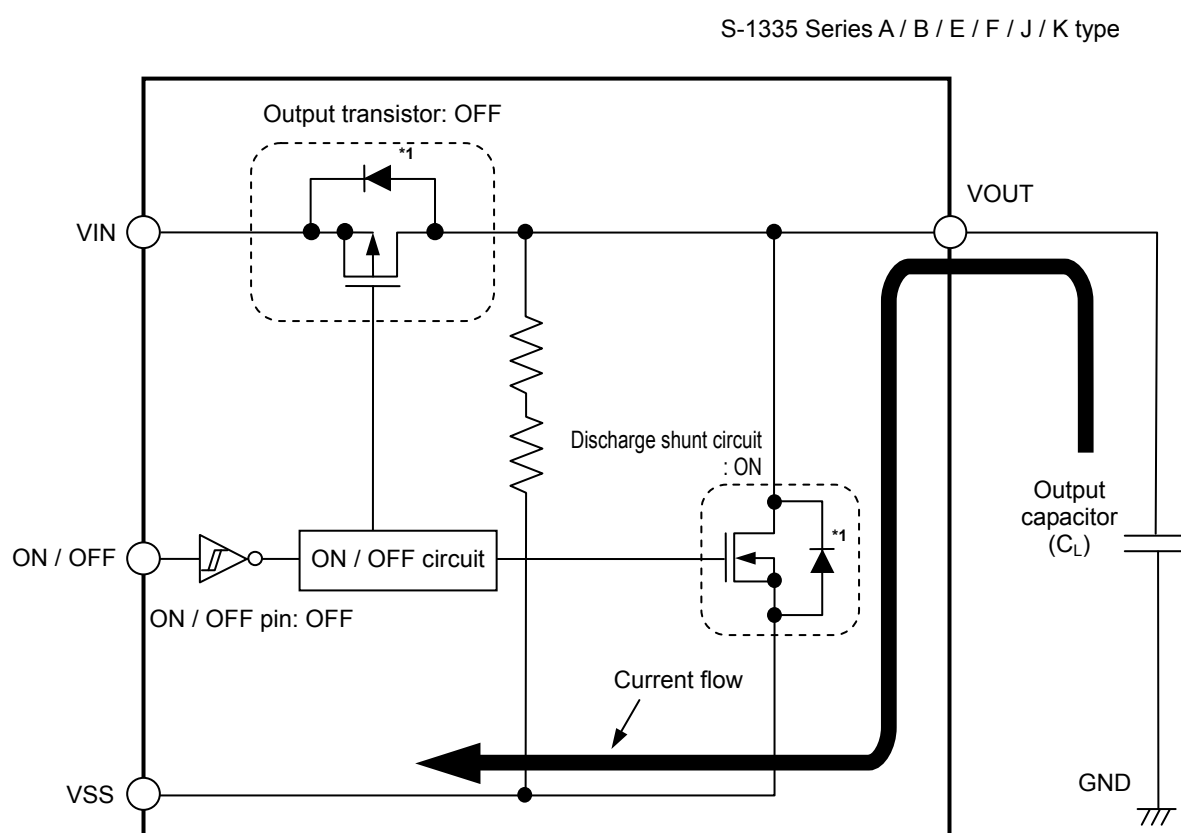 S-1335 Series A / B / E / F / J / K type
Output transistor: OFF
*1
VOUT
VIN
Discharge shunt circuit
: ON
*1
Output
capacitor
(CL)
ON / OFF
ON / OFF circuit
ON / OFF pin: OFF
Current flow
VSS
GND